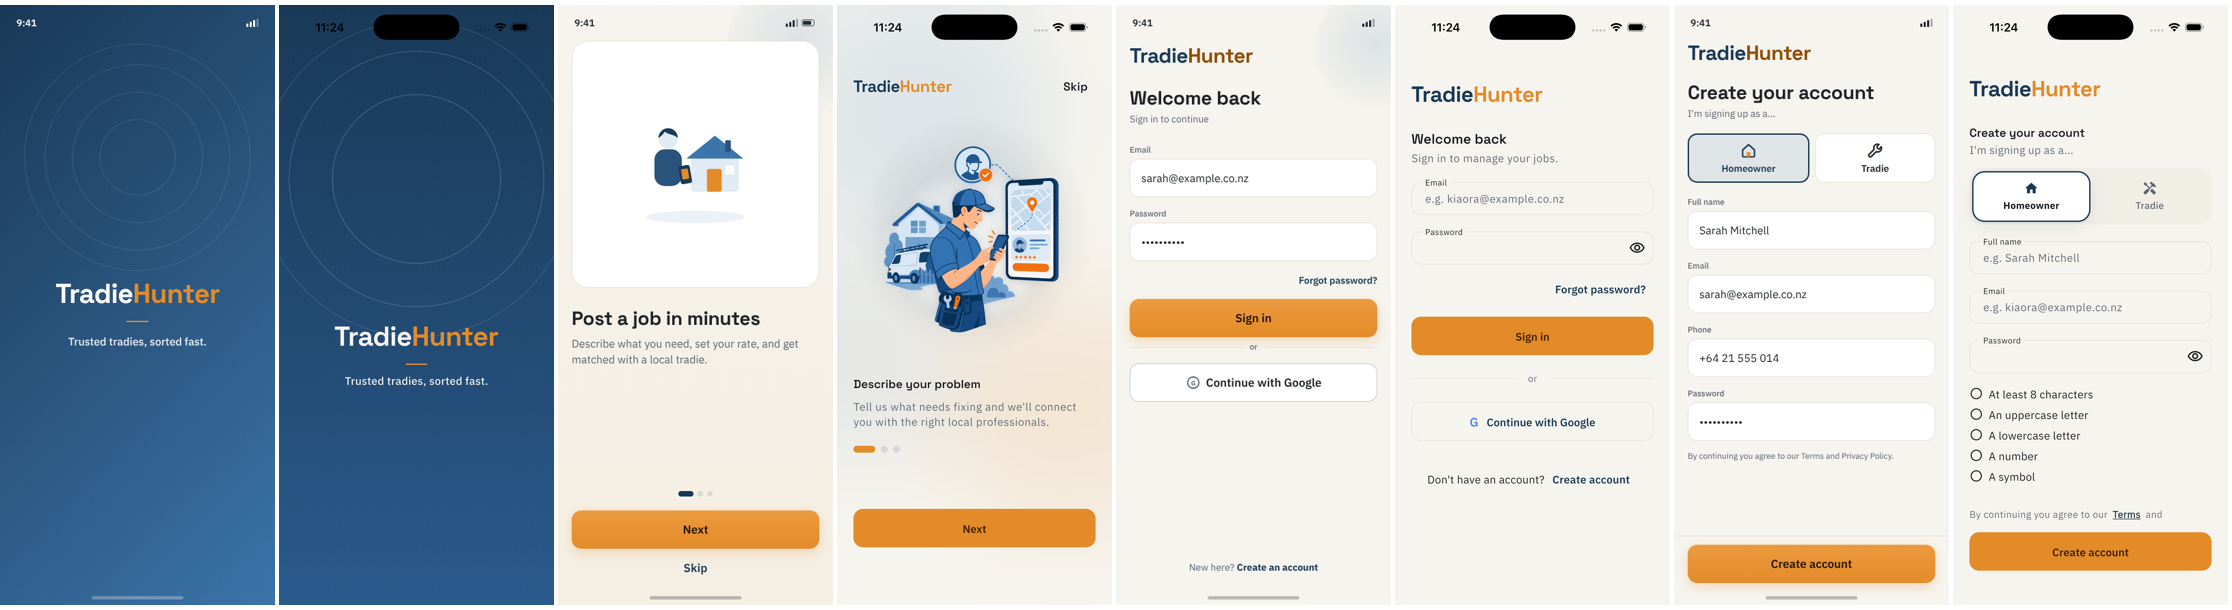 9:41
TradieHunter
Trusted tradies, sorted fast.
11:24
TradieHunter
Trusted tradies, sorted fast.
9:41
Post a job in minutes
Describe what you need, set your rate, and get
matched with a local tradie.
Next
Skip
11:24
TradieHunter
Skip
Describe your problem
Tell us what needs fixing and we'll connect
you with the right local professionals.
Next
9:41
TradieHunter
Welcome back
Sign in to continue
Email
sarah@example.co.nz
Password
••••••••••
Forgot password?
Sign in
or
G Continue with Google
New here? Create an account
11:24
TradieHunter
Welcome back
Sign in to manage your jobs.
Email
e.g. kiaora@example.co.nz
Password
Forgot password?
Sign in
or
G Continue with Google
Don't have an account? Create account
9:41
TradieHunter
Create your account
I'm signing up as a...
Homeowner
Tradie
Full name
Sarah Mitchell
Email
sarah@example.co.nz
Phone
+64 21 555 014
Password
••••••••••
By continuing you agree to our Terms and Privacy Policy.
Create account
11:24
TradieHunter
Create your account
I'm signing up as a...
Homeowner
Tradie
Full name
e.g. Sarah Mitchell
Email
e.g. kiaora@example.co.nz
Password
At least 8 characters
An uppercase letter
A lowercase letter
A number
A symbol
By continuing you agree to our Terms and
Create account